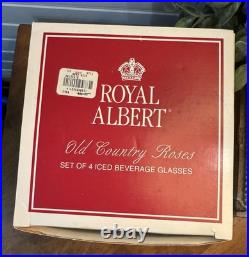 ROYAL
ALBERT®
Old Country Roses
SET OF 4 ICED BEVERAGE GLASSES